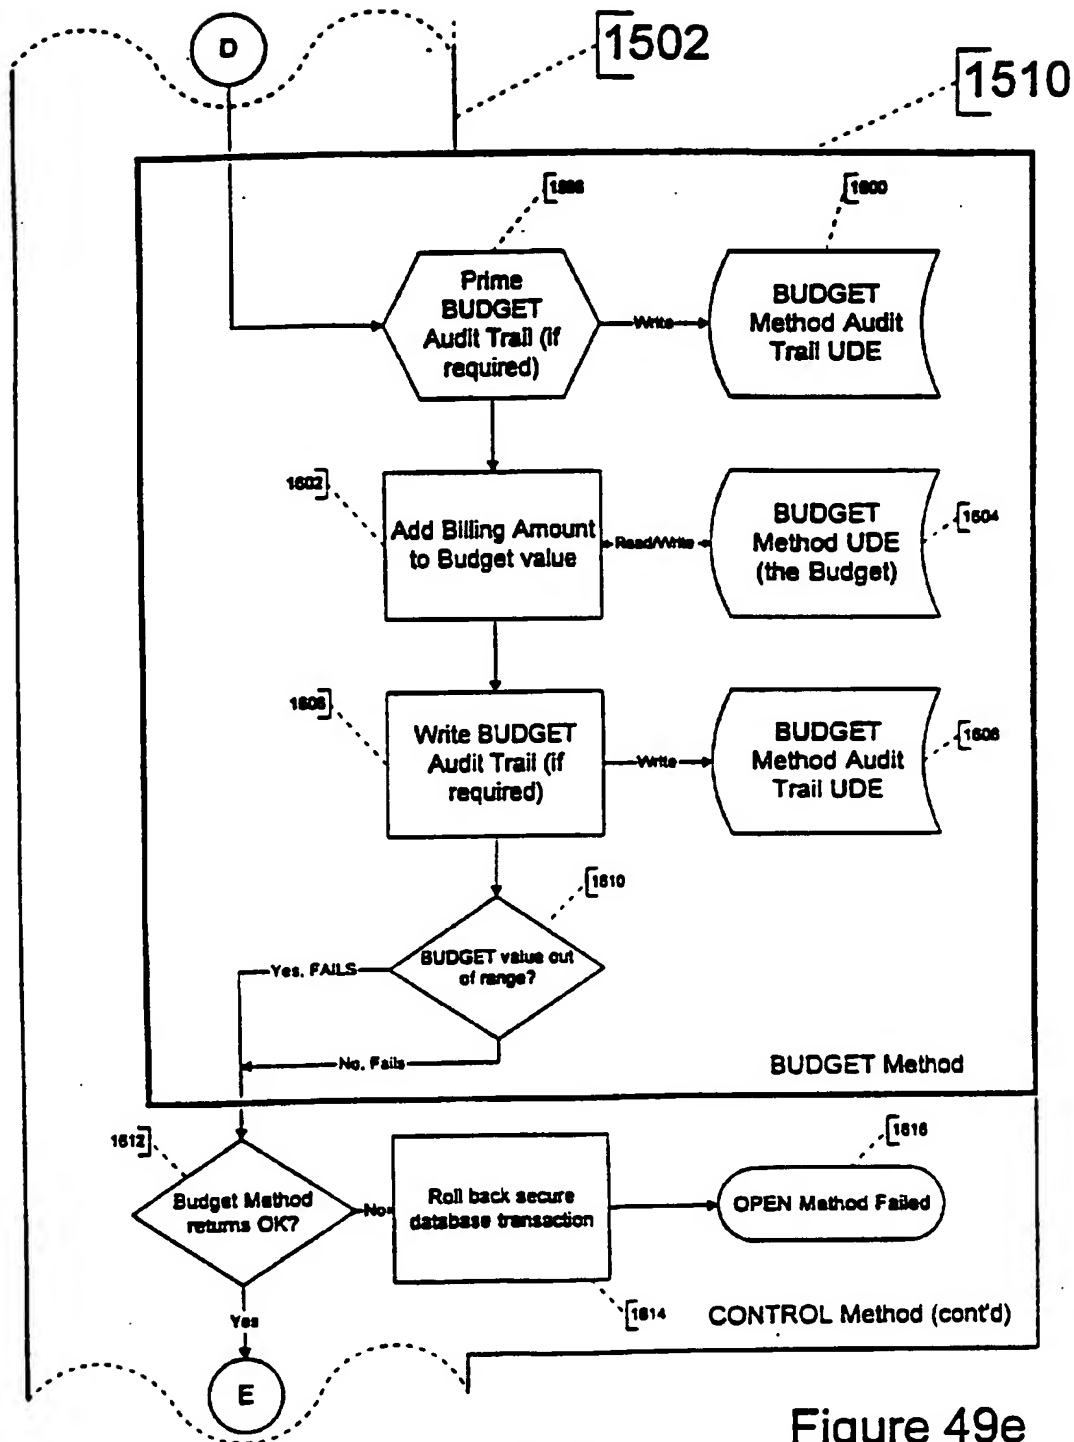 D
1502
1510
1600
Prime
BUDGET
Audit Trail (if
required)
Write
BUDGET
Method Audit
Trail UDE
1602
Add Billing Amount
to Budget value
Read/Write
BUDGET
Method UDE
(the Budget)
1604
Write BUDGET
Audit Trail (if
required)
Write
BUDGET
Method Audit
Trail UDE
1610
BUDGET value out
of range?
Yes, FAILS
No, Fails
BUDGET Method
1612
Budget Method
returns OK?
No
Roll back secure
database transaction
1616
OPEN Method Failed
1614
CONTROL Method (cont'd)
Yes
E
Figure 49e